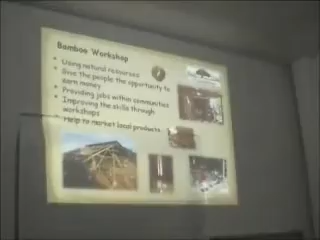 Bamboo Workshop
Using natural resources
Give the people the opportunity to
earn money
Providing jobs within communities
Improving the skills through
workshops
Help to market local products